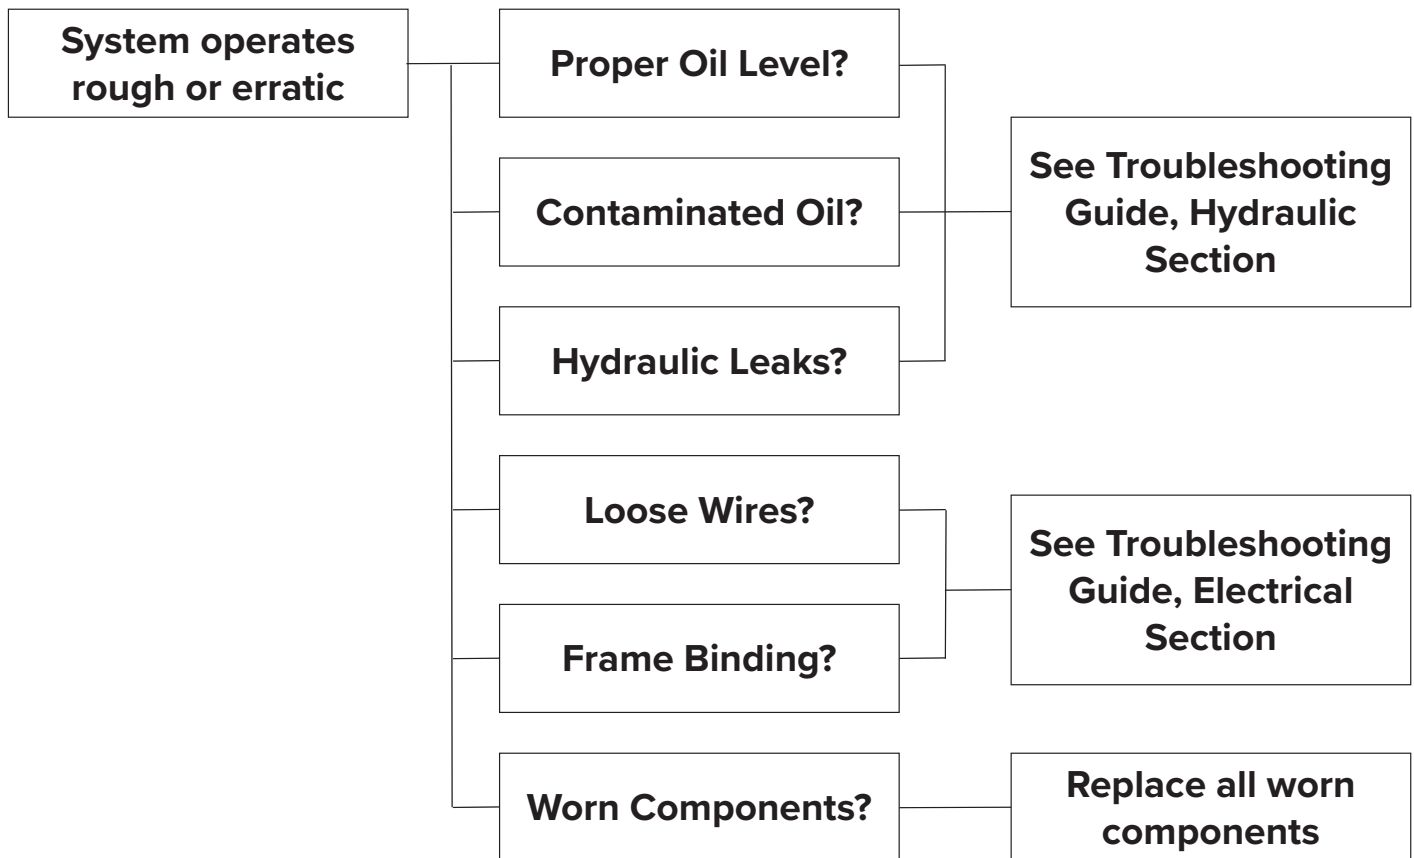 System operates
rough or erratic
Proper Oil Level?
Contaminated Oil?
Hydraulic Leaks?
See Troubleshooting
Guide, Hydraulic
Section
Loose Wires?
Frame Binding?
See Troubleshooting
Guide, Electrical
Section
Worn Components?
Replace all worn
components